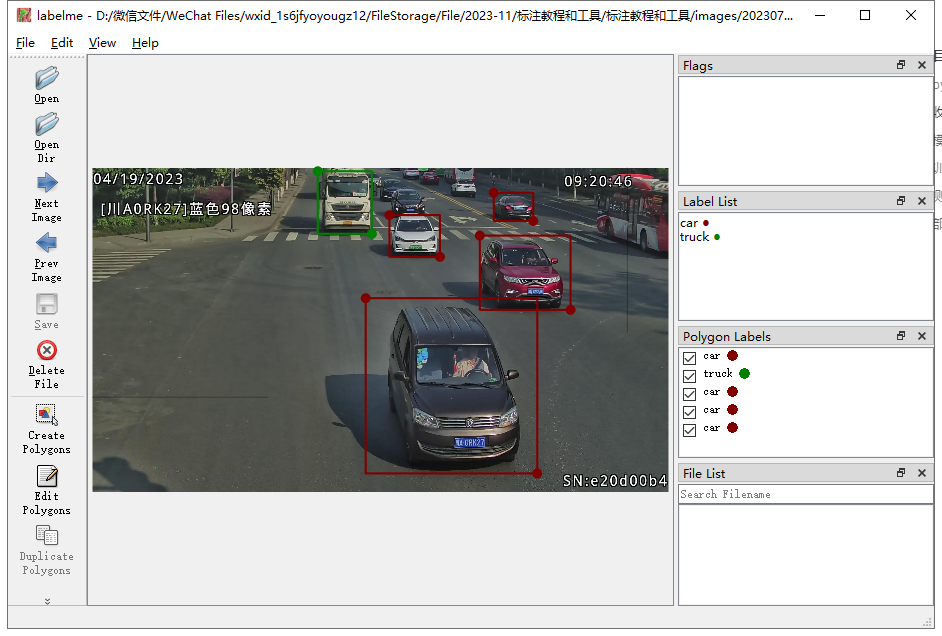 labelme - D:/微信文件/WeChat Files/wxid_1s6jfyoyougz12/FileStorage/File/2023-11/标注教程和工具/标注教程和工具/images/202307...
File Edit View Help
Open
Open
Dir
Next
Image
Prev
Image
Save
Delete
File
Create
Polygons
Edit
Polygons
Duplicate
Polygons
04/19/2023
09:20:46
[川A0RK27]蓝色98像素
SN:e20d00b4
Flags
Label List
car
truck
Polygon Labels
car
truck
car
car
car
File List
Search Filename